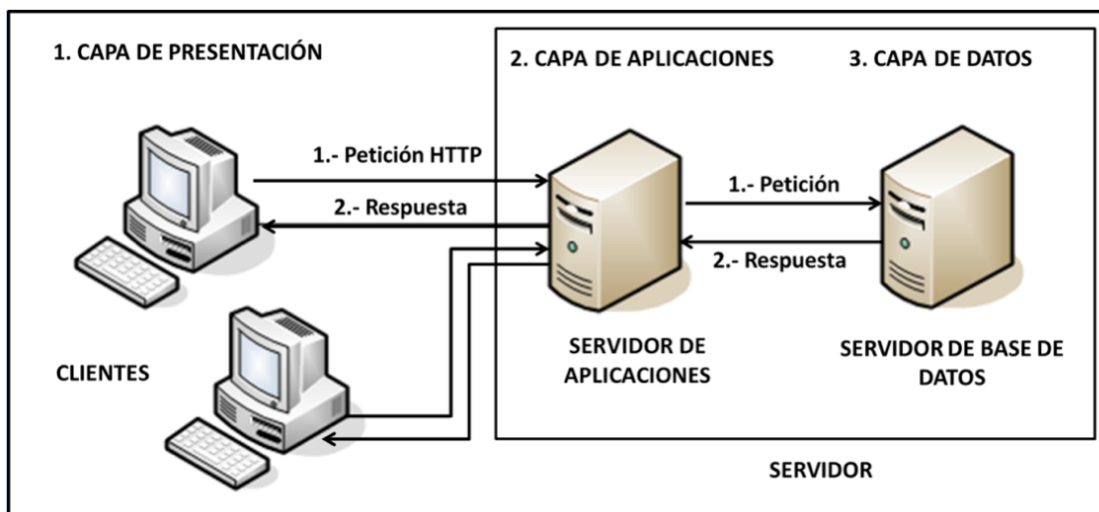 1. CAPA DE PRESENTACIÓN
2. CAPA DE APLICACIONES
3. CAPA DE DATOS
1.- Petición HTTP
2.- Respuesta
1.- Petición
2.- Respuesta
CLIENTES
SERVIDOR DE
APLICACIONES
SERVIDOR DE BASE DE
DATOS
SERVIDOR